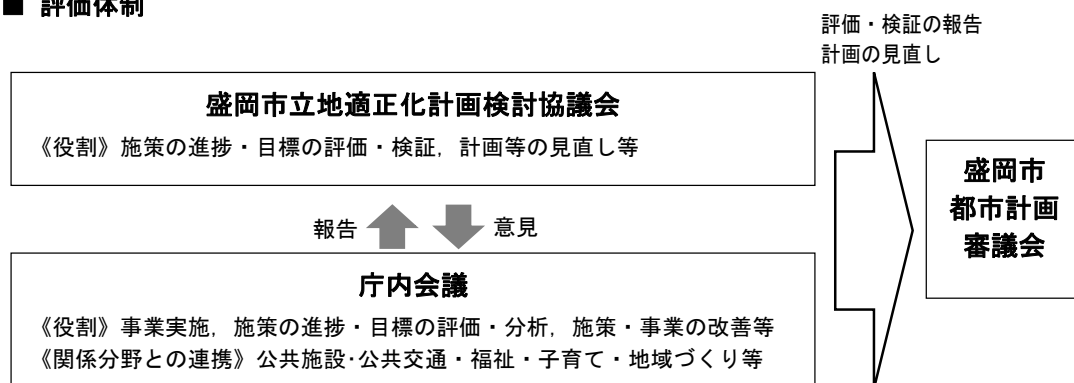 ■ 評価体制
評価・検証の報告
計画の見直し
盛岡市立地適正化計画検討協議会
《役割》施策の進捗・目標の評価・検証，計画等の見直し等
報告
意見
庁内会議
《役割》事業実施，施策の進捗・目標の評価・分析，施策・事業の改善等
《関係分野との連携》公共施設･公共交通・福祉・子育て・地域づくり等
盛岡市
都市計画
審議会